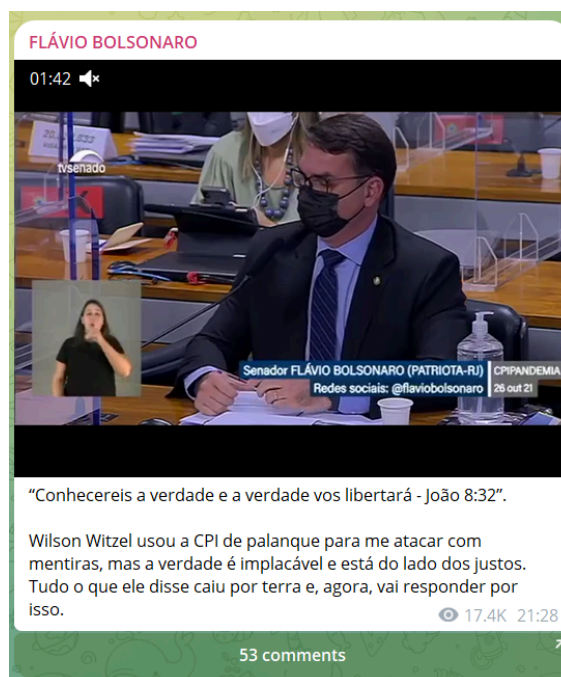 FLÁVIO BOLSONARO
01:42
tvsenado
Senador FLÁVIO BOLSONARO (PATRIOTA-RJ)
Redes sociais: @flaviobolsonaro
CPIPANDEMIA
26 out 21
“Conhecereis a verdade e a verdade vos libertará - João 8:32”.
Wilson Witzel usou a CPI de palanque para me atacar com
mentiras, mas a verdade é implacável e está do lado dos justos.
Tudo o que ele disse caiu por terra e, agora, vai responder por
isso.
17.4K 21:28
53 comments